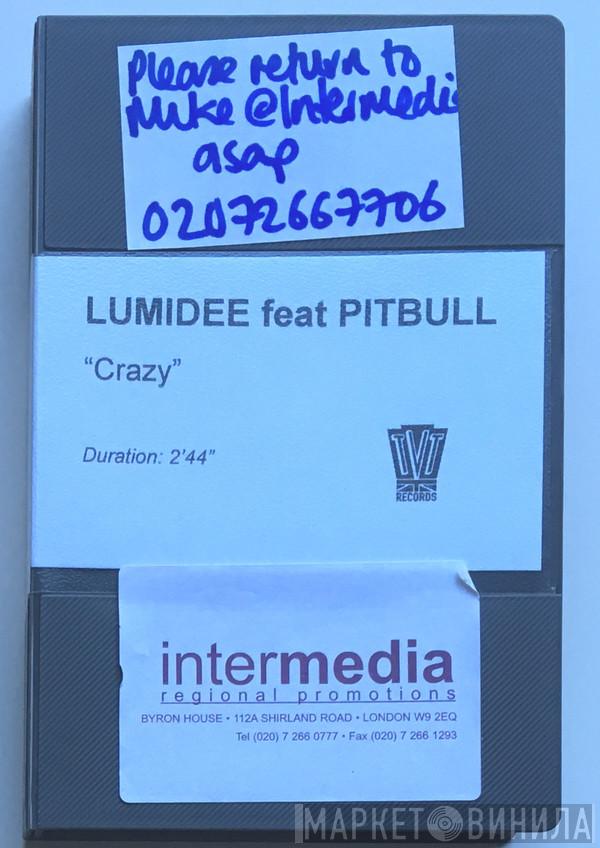 Please return to
Mike @Intermedia
asap
02072667706
LUMIDEE feat PITBULL
“Crazy”
Duration: 2’44”
TVT
RECORDS
intermedia
regional promotions
BYRON HOUSE • 112A SHIRLAND ROAD • LONDON W9 2EQ
Tel (020) 7 266 0777 • Fax (020) 7 266 1293
МАРКЕТ ВИНИЛА